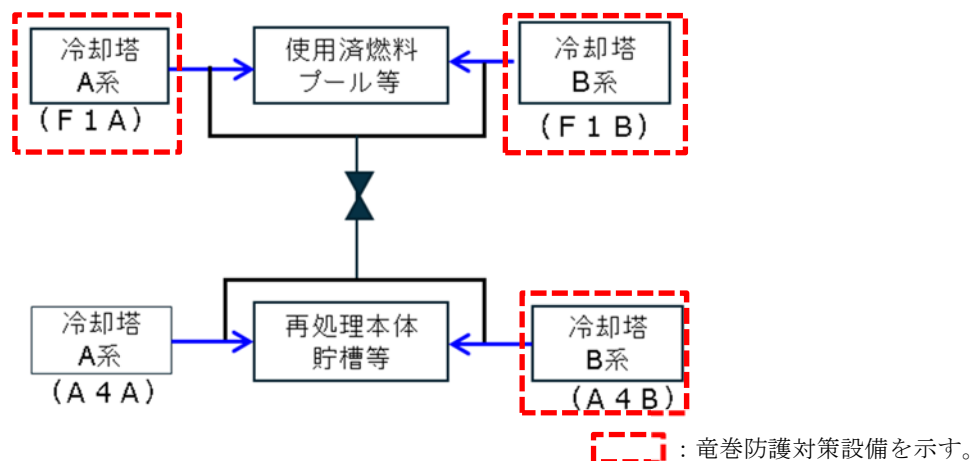 冷却塔
A系
(F1A)
使用済燃料
プール等
冷却塔
B系
(F1B)
冷却塔
A系
(A4A)
再処理本体
貯槽等
冷却塔
B系
(A4B)
:竜巻防護対策設備を示す。